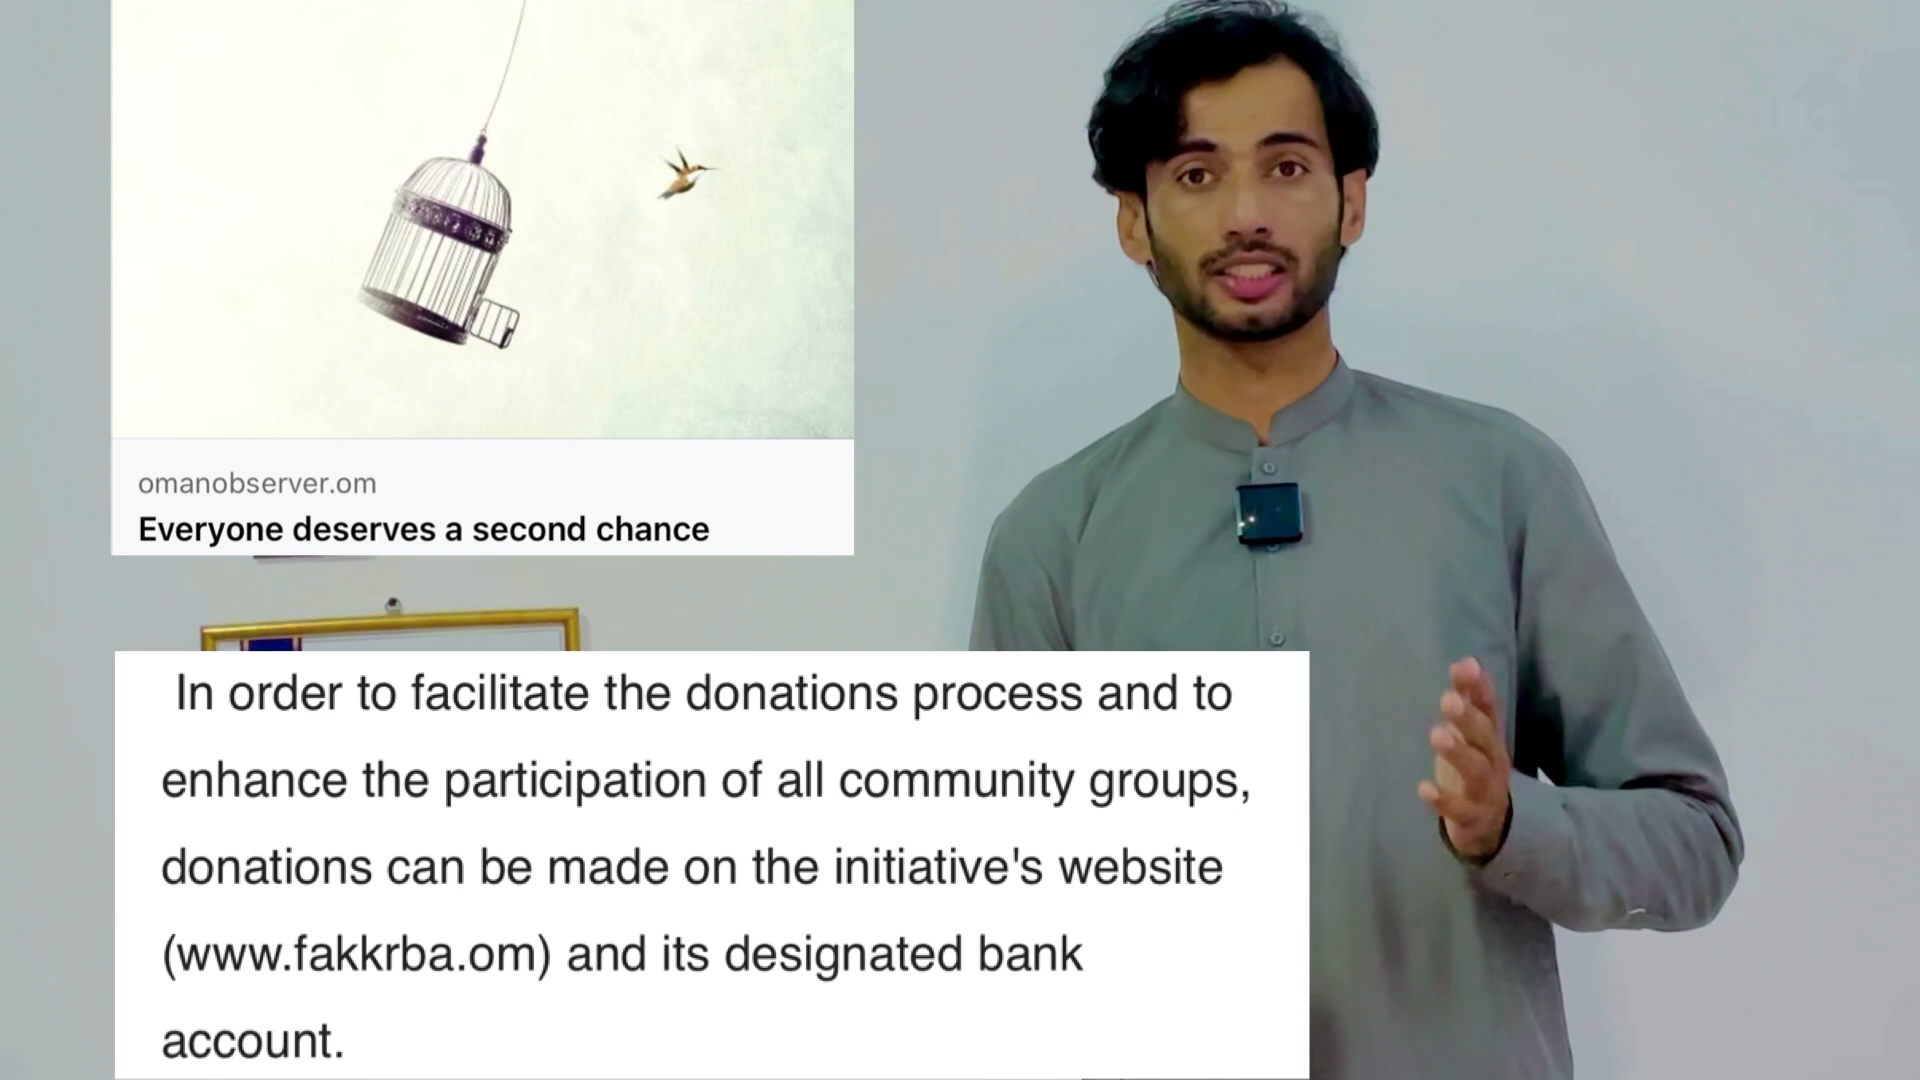 omanobserver.om
Everyone deserves a second chance
In order to facilitate the donations process and to
enhance the participation of all community groups,
donations can be made on the initiative's website
(www.fakkrba.om) and its designated bank
account.